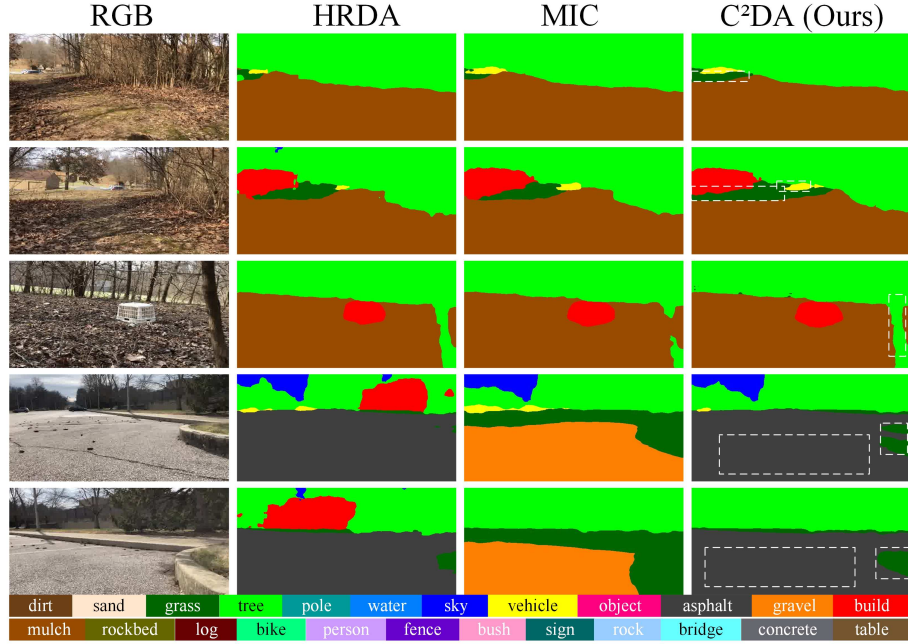 RGB HRDA MIC C²DA (Ours)
dirt sand grass tree pole water sky vehicle object asphalt gravel build
mulch rockbed log bike person fence bush sign rock bridge concrete table